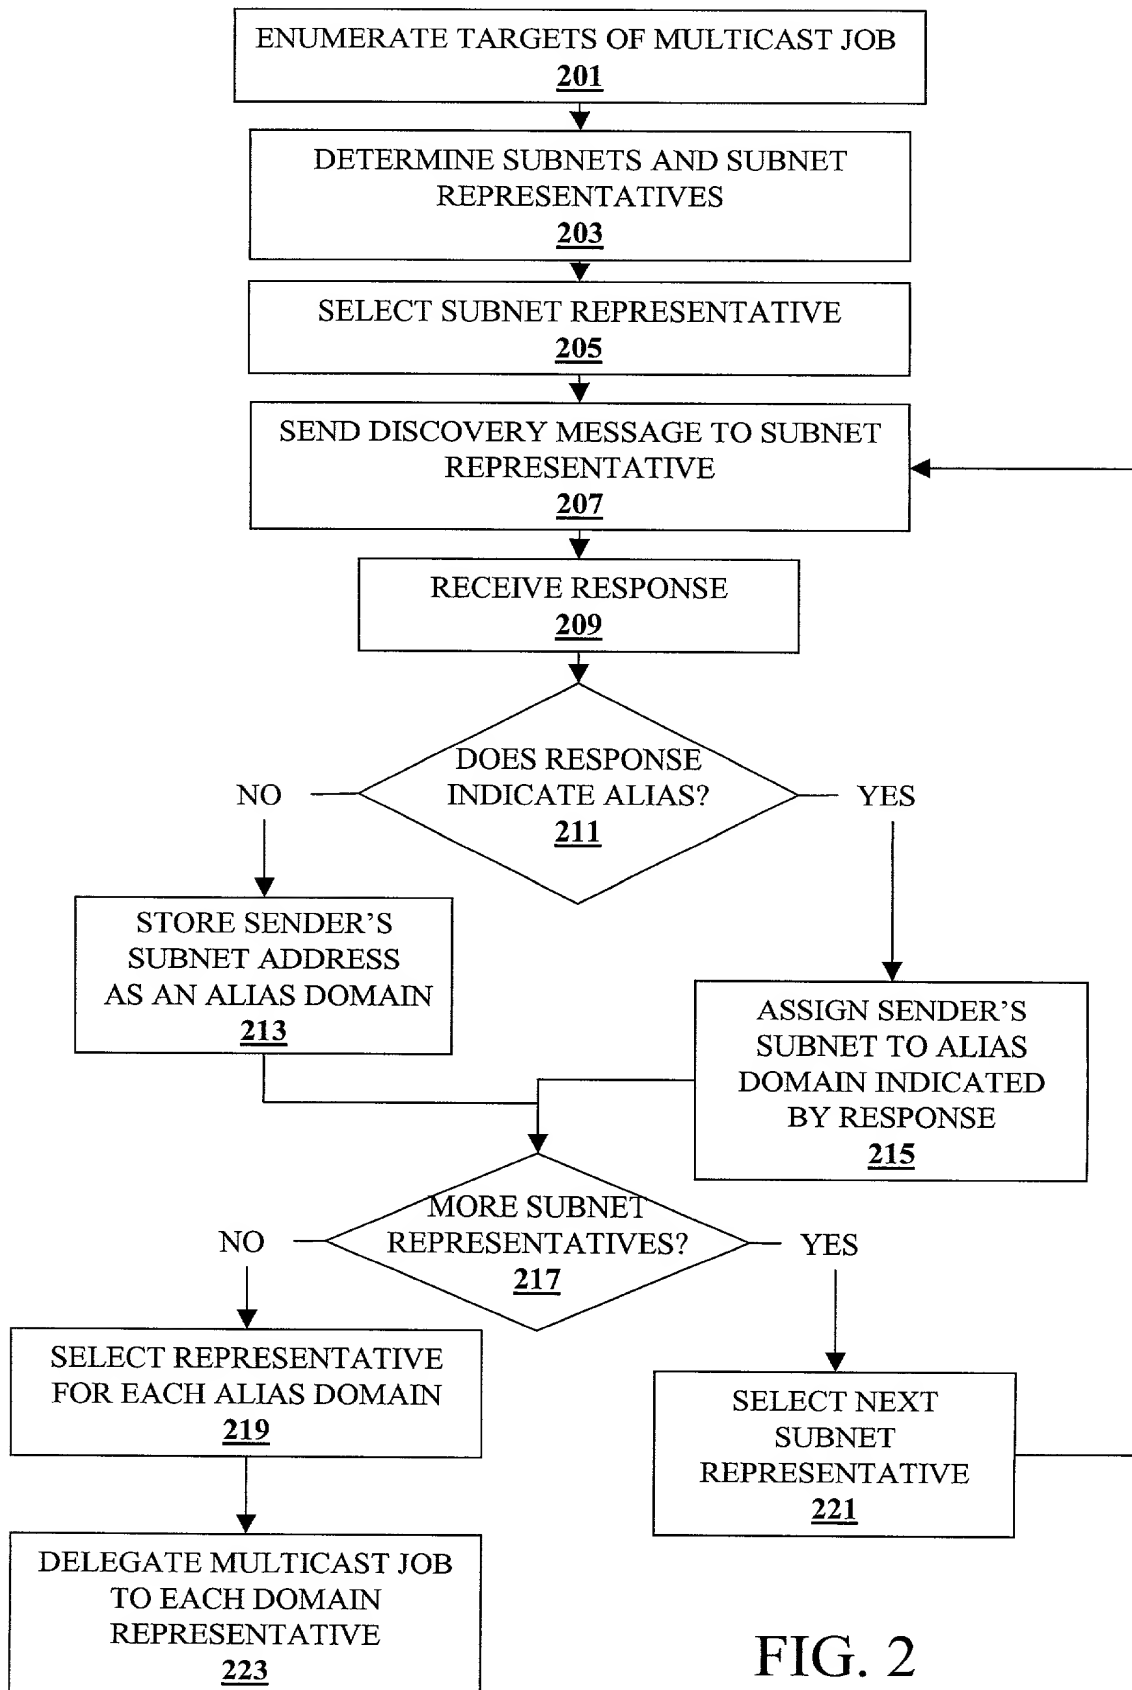 ENUMERATE TARGETS OF MULTICAST JOB
201
DETERMINE SUBNETS AND SUBNET
REPRESENTATIVES
203
SELECT SUBNET REPRESENTATIVE
205
SEND DISCOVERY MESSAGE TO SUBNET
REPRESENTATIVE
207
RECEIVE RESPONSE
209
DOES RESPONSE
INDICATE ALIAS?
211
NO
YES
STORE SENDER'S
SUBNET ADDRESS
AS AN ALIAS DOMAIN
213
ASSIGN SENDER'S
SUBNET TO ALIAS
DOMAIN INDICATED
BY RESPONSE
215
MORE SUBNET
REPRESENTATIVES?
217
NO
YES
SELECT REPRESENTATIVE
FOR EACH ALIAS DOMAIN
219
SELECT NEXT
SUBNET
REPRESENTATIVE
221
DELEGATE MULTICAST JOB
TO EACH DOMAIN
REPRESENTATIVE
223
FIG. 2